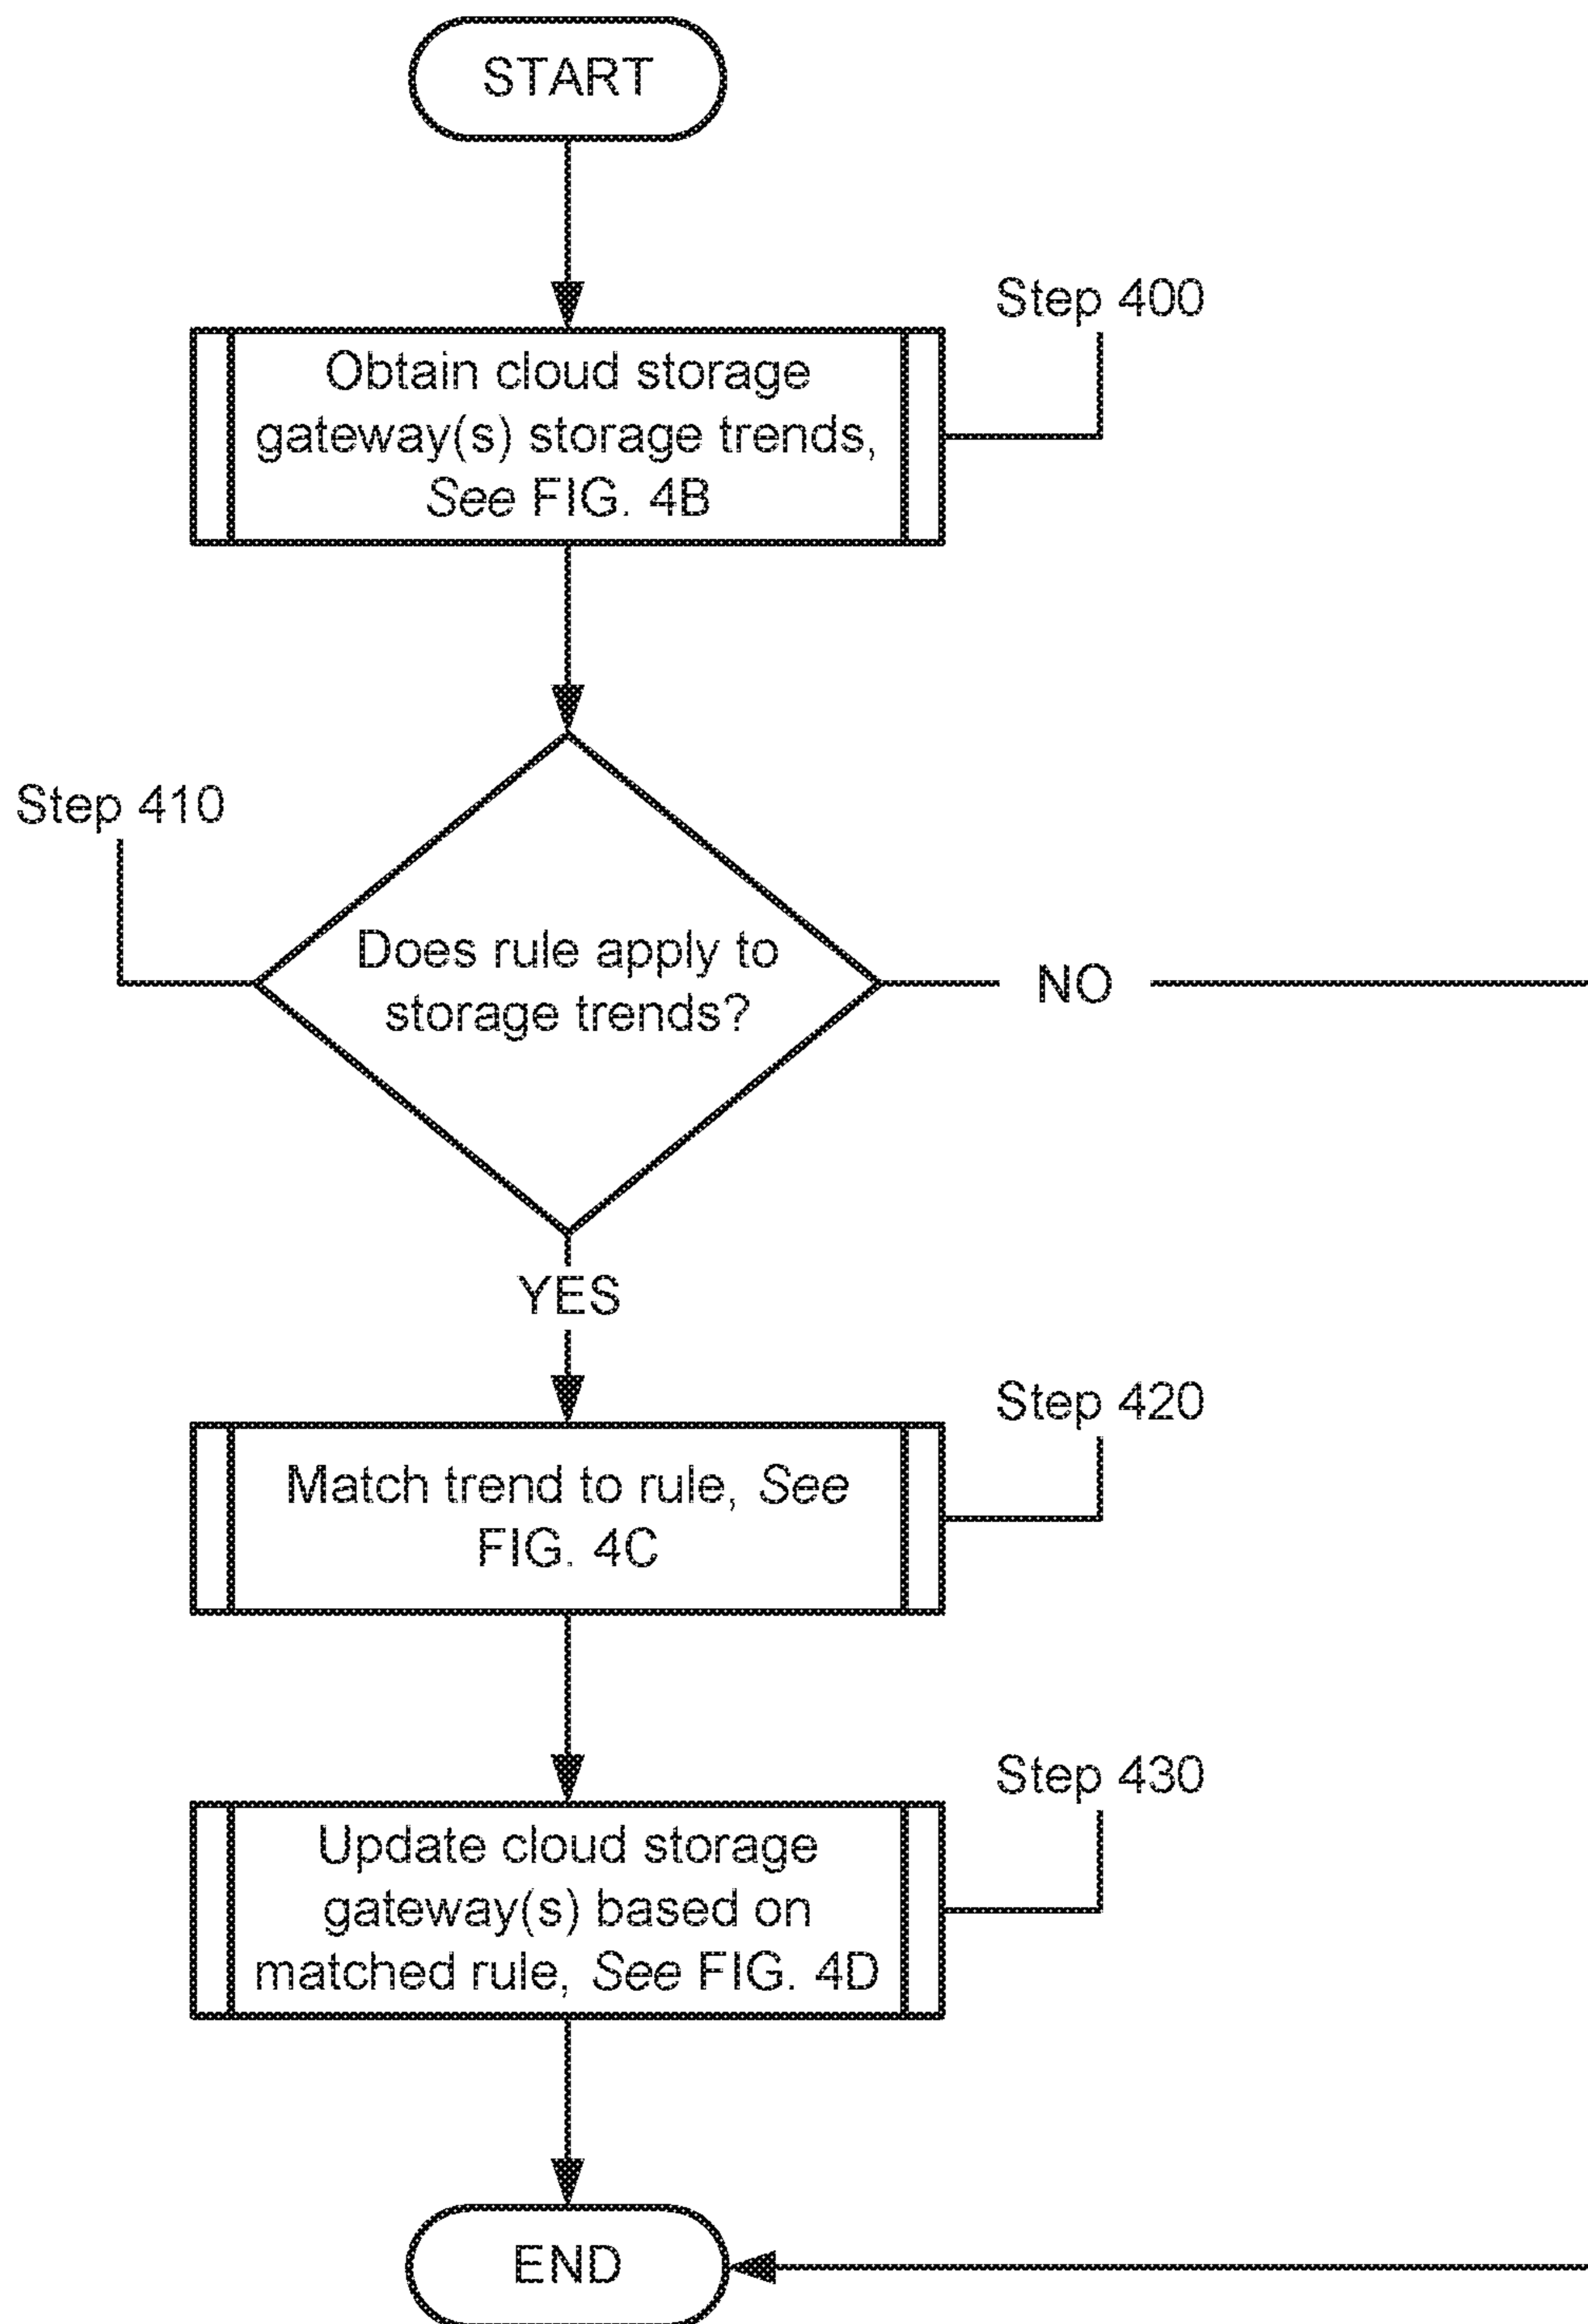 START
Step 400
Obtain cloud storage
gateway(s) storage trends,
See FIG. 4B
Step 410
Does rule apply to
storage trends?
NO
YES
Step 420
Match trend to rule, See
FIG. 4C
Step 430
Update cloud storage
gateway(s) based on
matched rule, See FIG. 4D
END